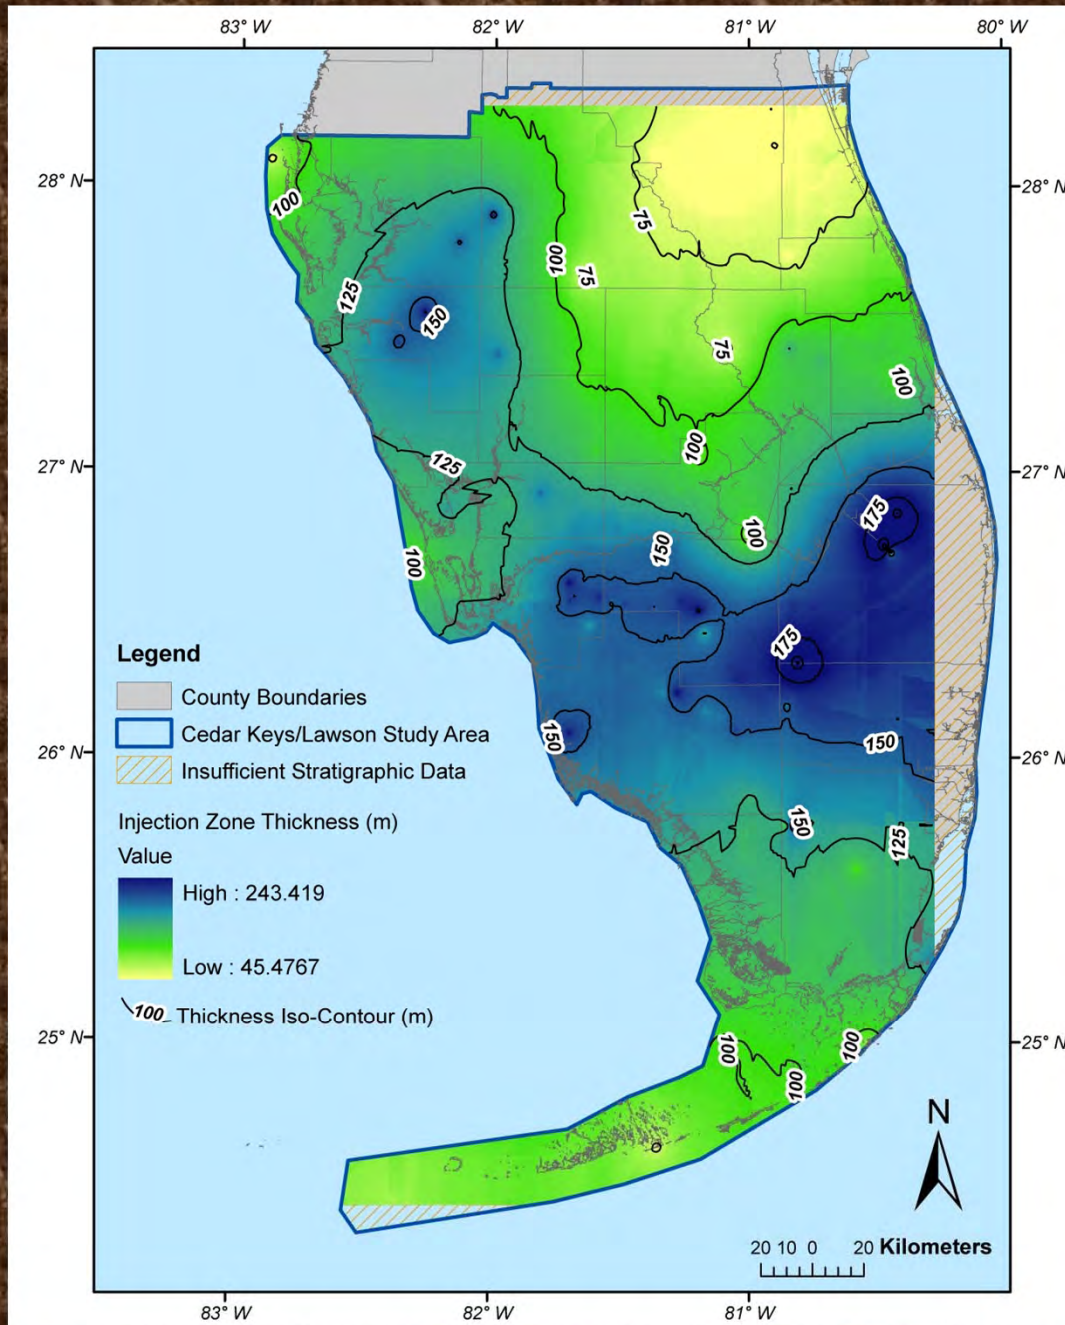 83° W 82° W 81° W 80° W
28° N 28° N
100
75
100
75
125
150
75
100
100
27° N 27° N
125
175
100
150
100
175
Legend
County Boundaries
Cedar Keys/Lawson Study Area
Insufficient Stratigraphic Data
150
150
26° N 26° N
Injection Zone Thickness (m)
Value
High : 243.419
Low : 45.4767
150
125
100 Thickness Iso-Contour (m)
25° N 25° N
100
100
100
N
20 10 0 20 Kilometers
83° W 82° W 81° W